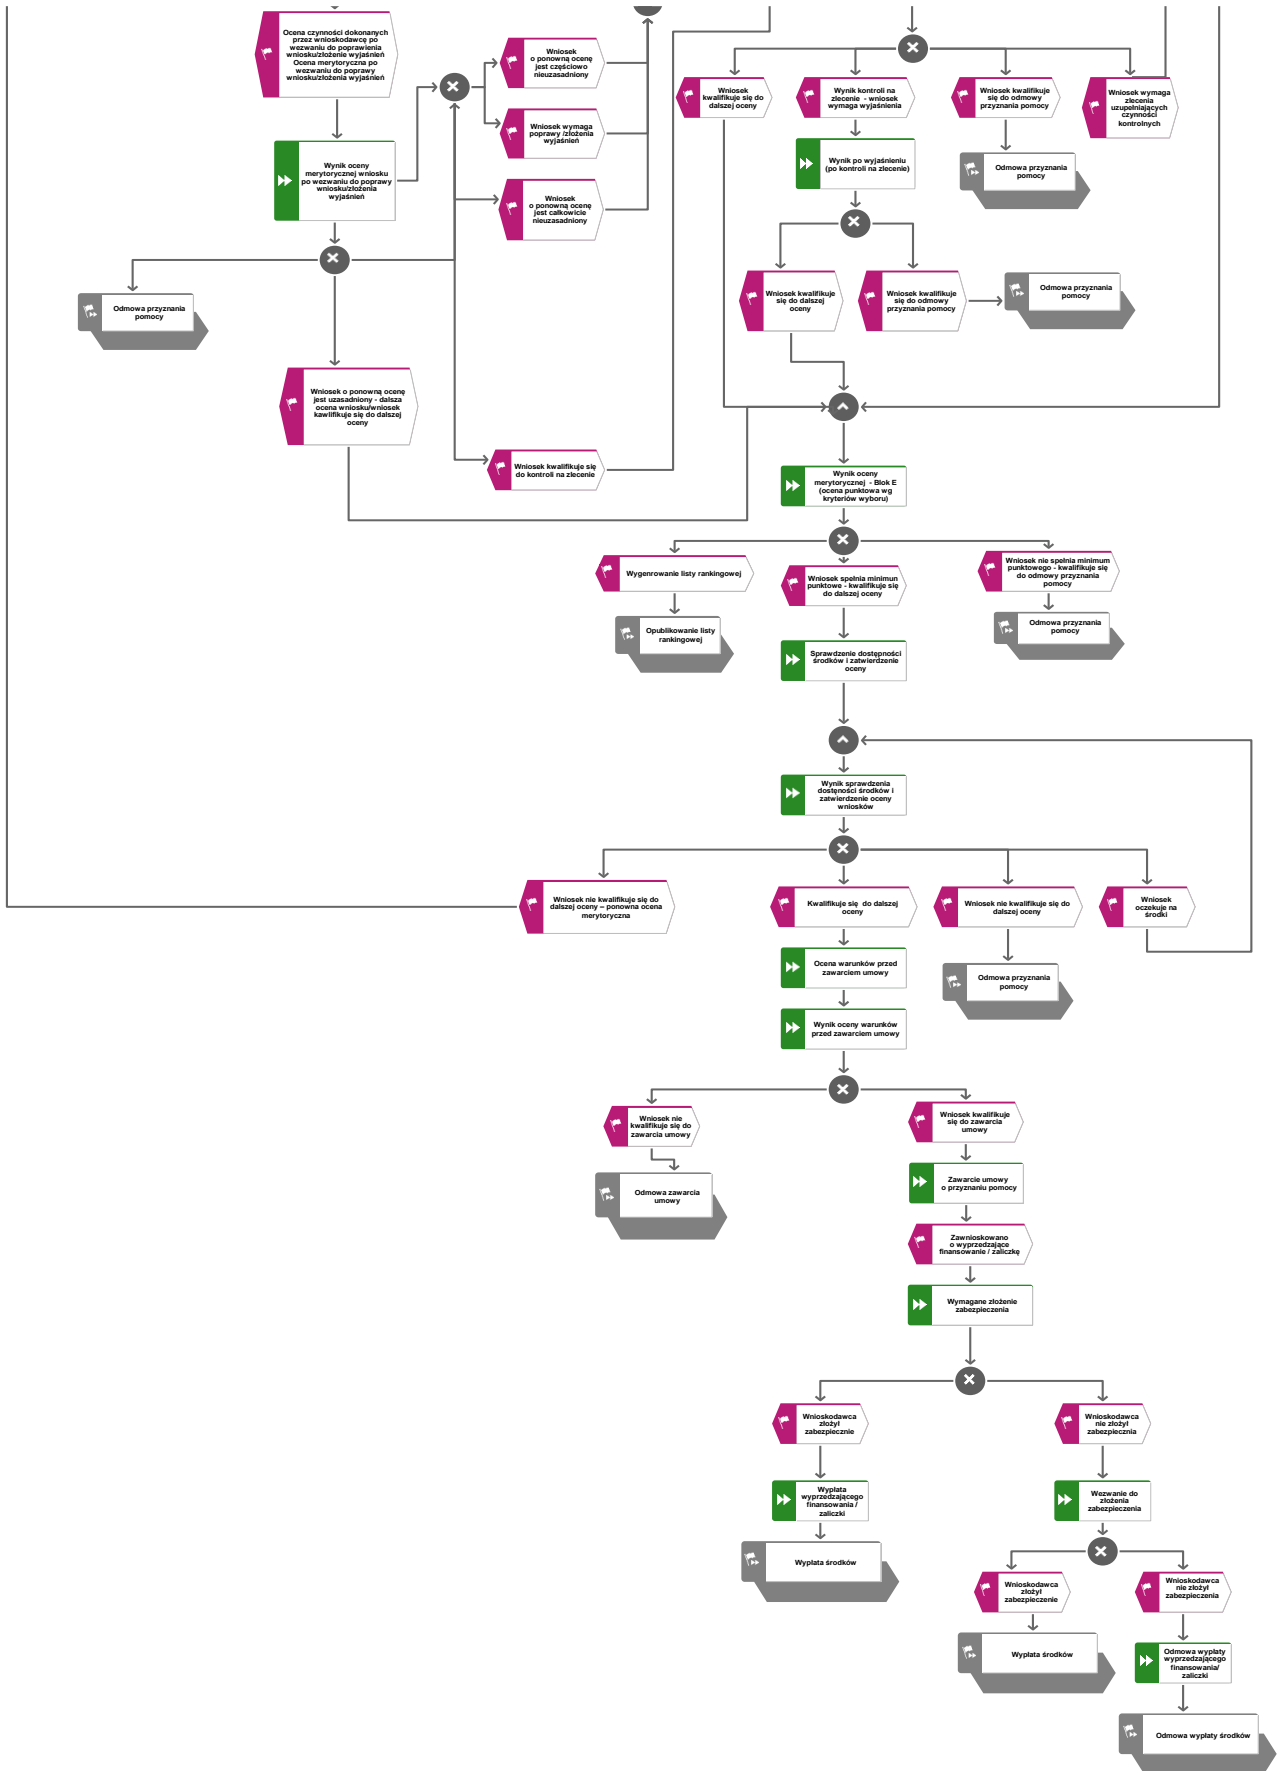 Ocena czynności dokonanych
przez wnioskodawcę po
wezwaniu do poprawienia
wniosku/złożenie wyjaśnień
Ocena merytoryczna po
wezwaniu do poprawy
wniosku/złożenia wyjaśnień
Wniosek
o ponowną ocenę
jest częściowo
nieuzasadniony
Wniosek
kwalifikuje się do
dalszej oceny
Wynik kontroli na
zlecenie - wniosek
wymaga wyjaśnienia
Wniosek kwalifikuje
się do odmowy
przyznania pomocy
Wniosek wymaga
zlecenia
uzupełniających
czynności
kontrolnych
Wniosek wymaga
poprawy /złożenia
wyjaśnień
Wynik oceny
merytorycznej wniosku
po wezwaniu do poprawy
wniosku/złożenia
wyjaśnień
Wynik po wyjaśnieniu
(po kontroli na zlecenie)
Odmowa przyznania
pomocy
Wniosek
o ponowną ocenę
jest całkowicie
nieuzasadniony
Odmowa przyznania
pomocy
Wniosek kwalifikuje
się do dalszej
oceny
Wniosek kwalifikuje
się do odmowy
przyznania pomocy
Odmowa przyznania
pomocy
Wniosek o ponowną ocenę
jest uzasadniony - dalsza
ocena wniosku/wniosek
kawlifikuje się do dalszej
oceny
Wniosek kwalifikuje się
do kontroli na zlecenie
Wynik oceny
merytorycznej - Blok E
(ocena punktowa wg
kryteriów wyboru)
Wygenrowanie listy rankingowej
Wniosek spełnia minimun
punktowe - kwalifikuje się
do dalszej oceny
Wniosek nie spełnia minimum
punktowego - kwalifikuje się
do odmowy przyznania
pomocy
Opublikowanie listy
rankingowej
Odmowa przyznania
pomocy
Sprawdzenie dostępności
środków i zatwierdzenie
oceny
Wynik sprawdzenia
dostęności środków i
zatwierdzenie oceny
wniosków
Wniosek nie kwalifikuje się do
dalszej oceny – ponowna ocena
merytoryczna
Kwalifikuje się do dalszej
oceny
Wniosek nie kwalifikuje się do
dalszej oceny
Wniosek
oczekuje na
środki
Ocena warunków przed
zawarciem umowy
Odmowa przyznania
pomocy
Wynik oceny warunków
przed zawarciem umowy
Wniosek nie
kwalifikuje się do
zawarcia umowy
Wniosek kwalifikuje
się do zawarcia
umowy
Odmowa zawarcia
umowy
Zawarcie umowy
o przyznaniu pomocy
Zawnioskowano
o wyprzedzające
finansowanie / zaliczkę
Wymagane złożenie
zabezpieczenia
Wnioskodawca
złożył
zabezpiecznie
Wnioskodawca
nie złożył
zabezpiecznia
Wypłata
wyprzedzającego
finansowania /
zaliczki
Wezwanie do
złożenia
zabezpieczenia
Wypłata środków
Wnioskodawca
złożył
zabezpieczenie
Wnioskodawca
nie złożył
zabezpieczenia
Wypłata środków
Odmowa wypłaty
wyprzedzającego
finansowania/
zaliczki
Odmowa wypłaty środków